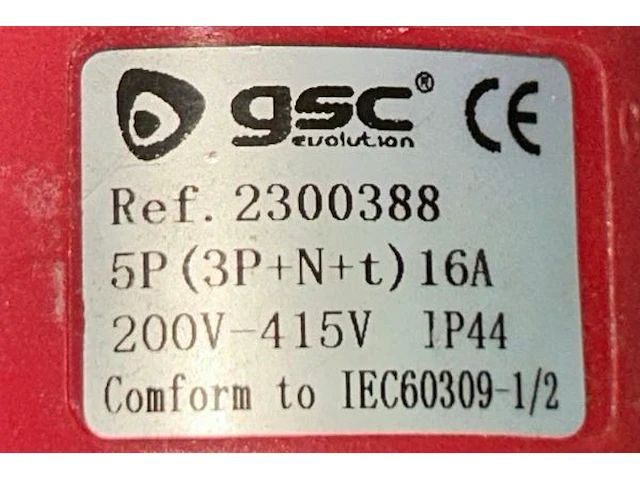 gsc® CE
evolution
Ref. 2300388
5P(3P+N+t)16A
200V-415V IP44
Comform to IEC60309-1/2